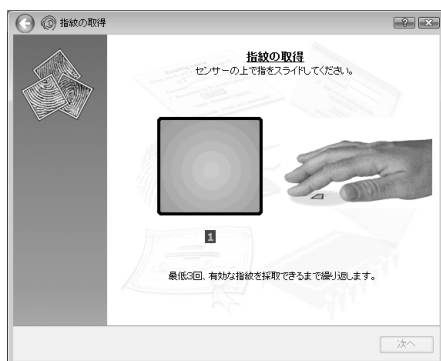 指紋の取得
指紋の取得
センサーの上で指をスライドしてください。
1
最低3回、有効な指紋を採取できるまで繰り返します。
次へ